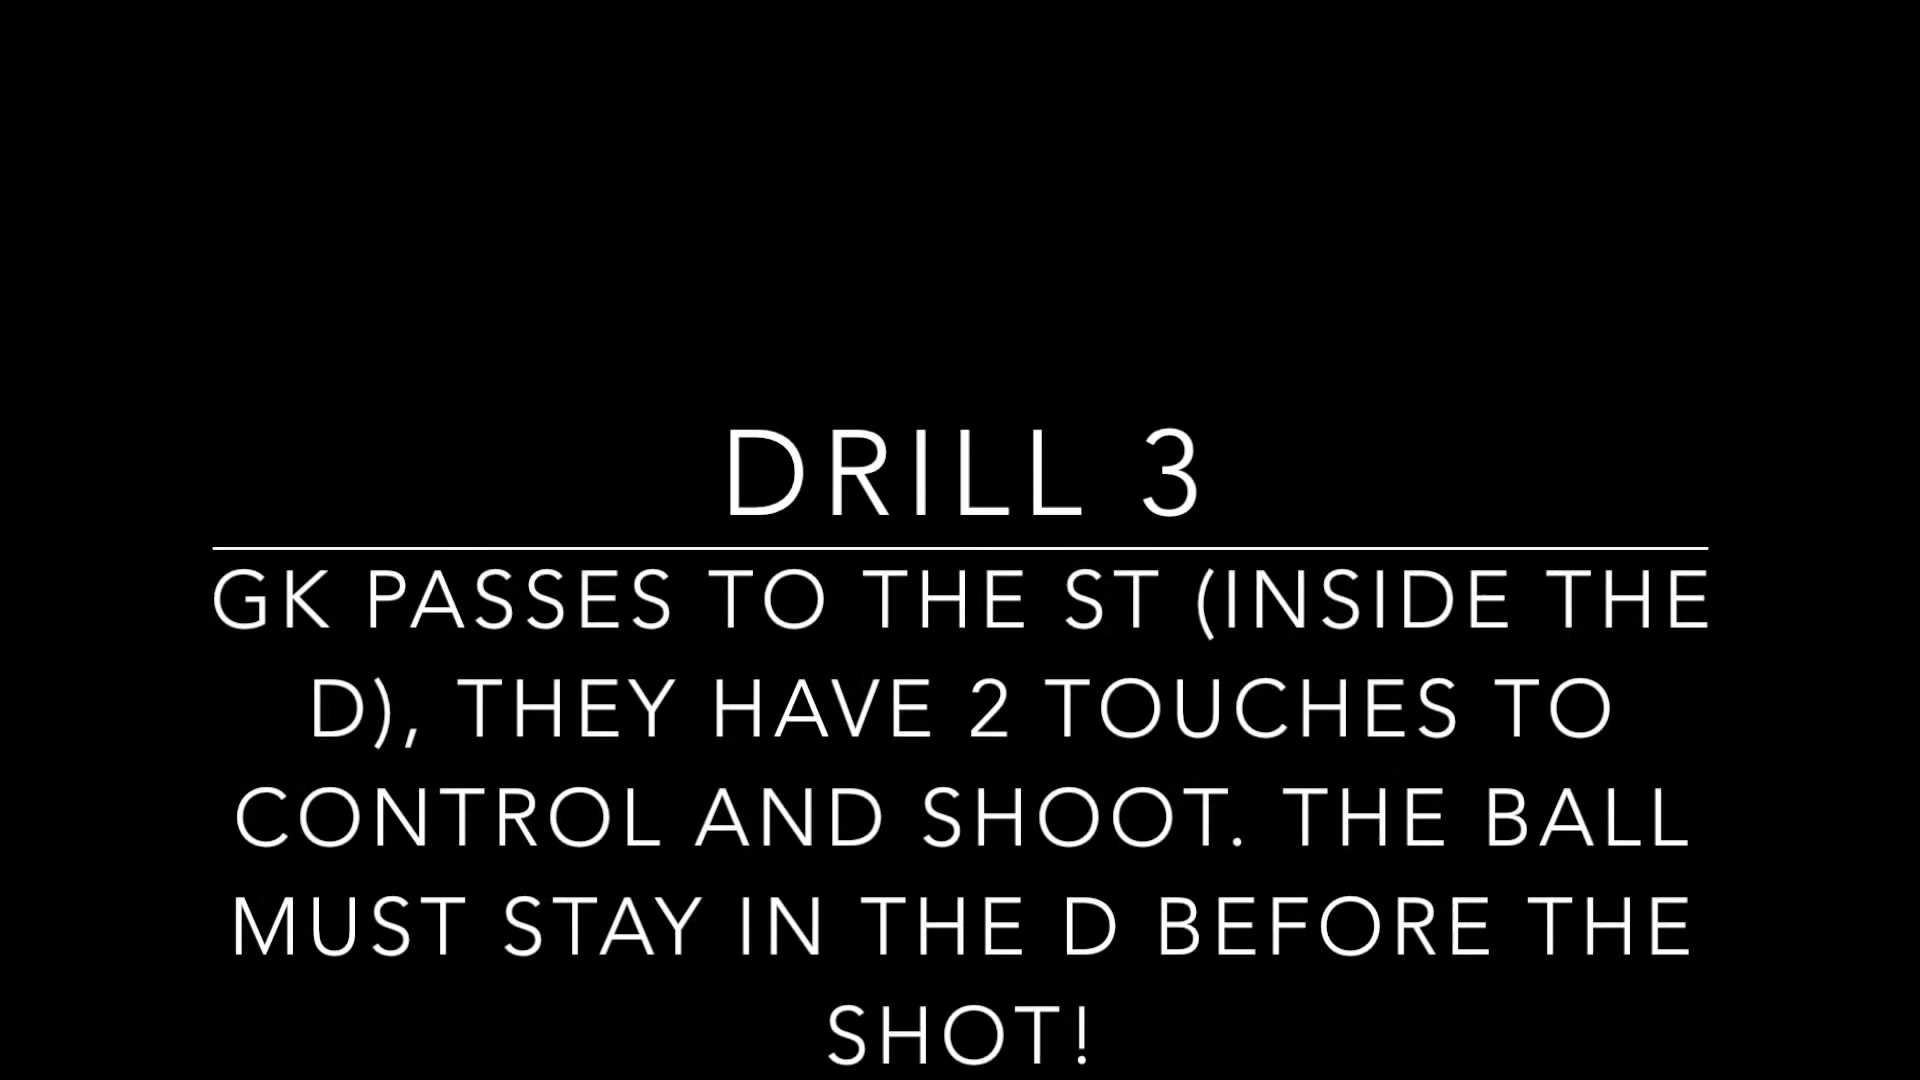 DRILL 3
GK PASSES TO THE ST (INSIDE THE
D), THEY HAVE 2 TOUCHES TO
CONTROL AND SHOOT. THE BALL
MUST STAY IN THE D BEFORE THE
SHOT!